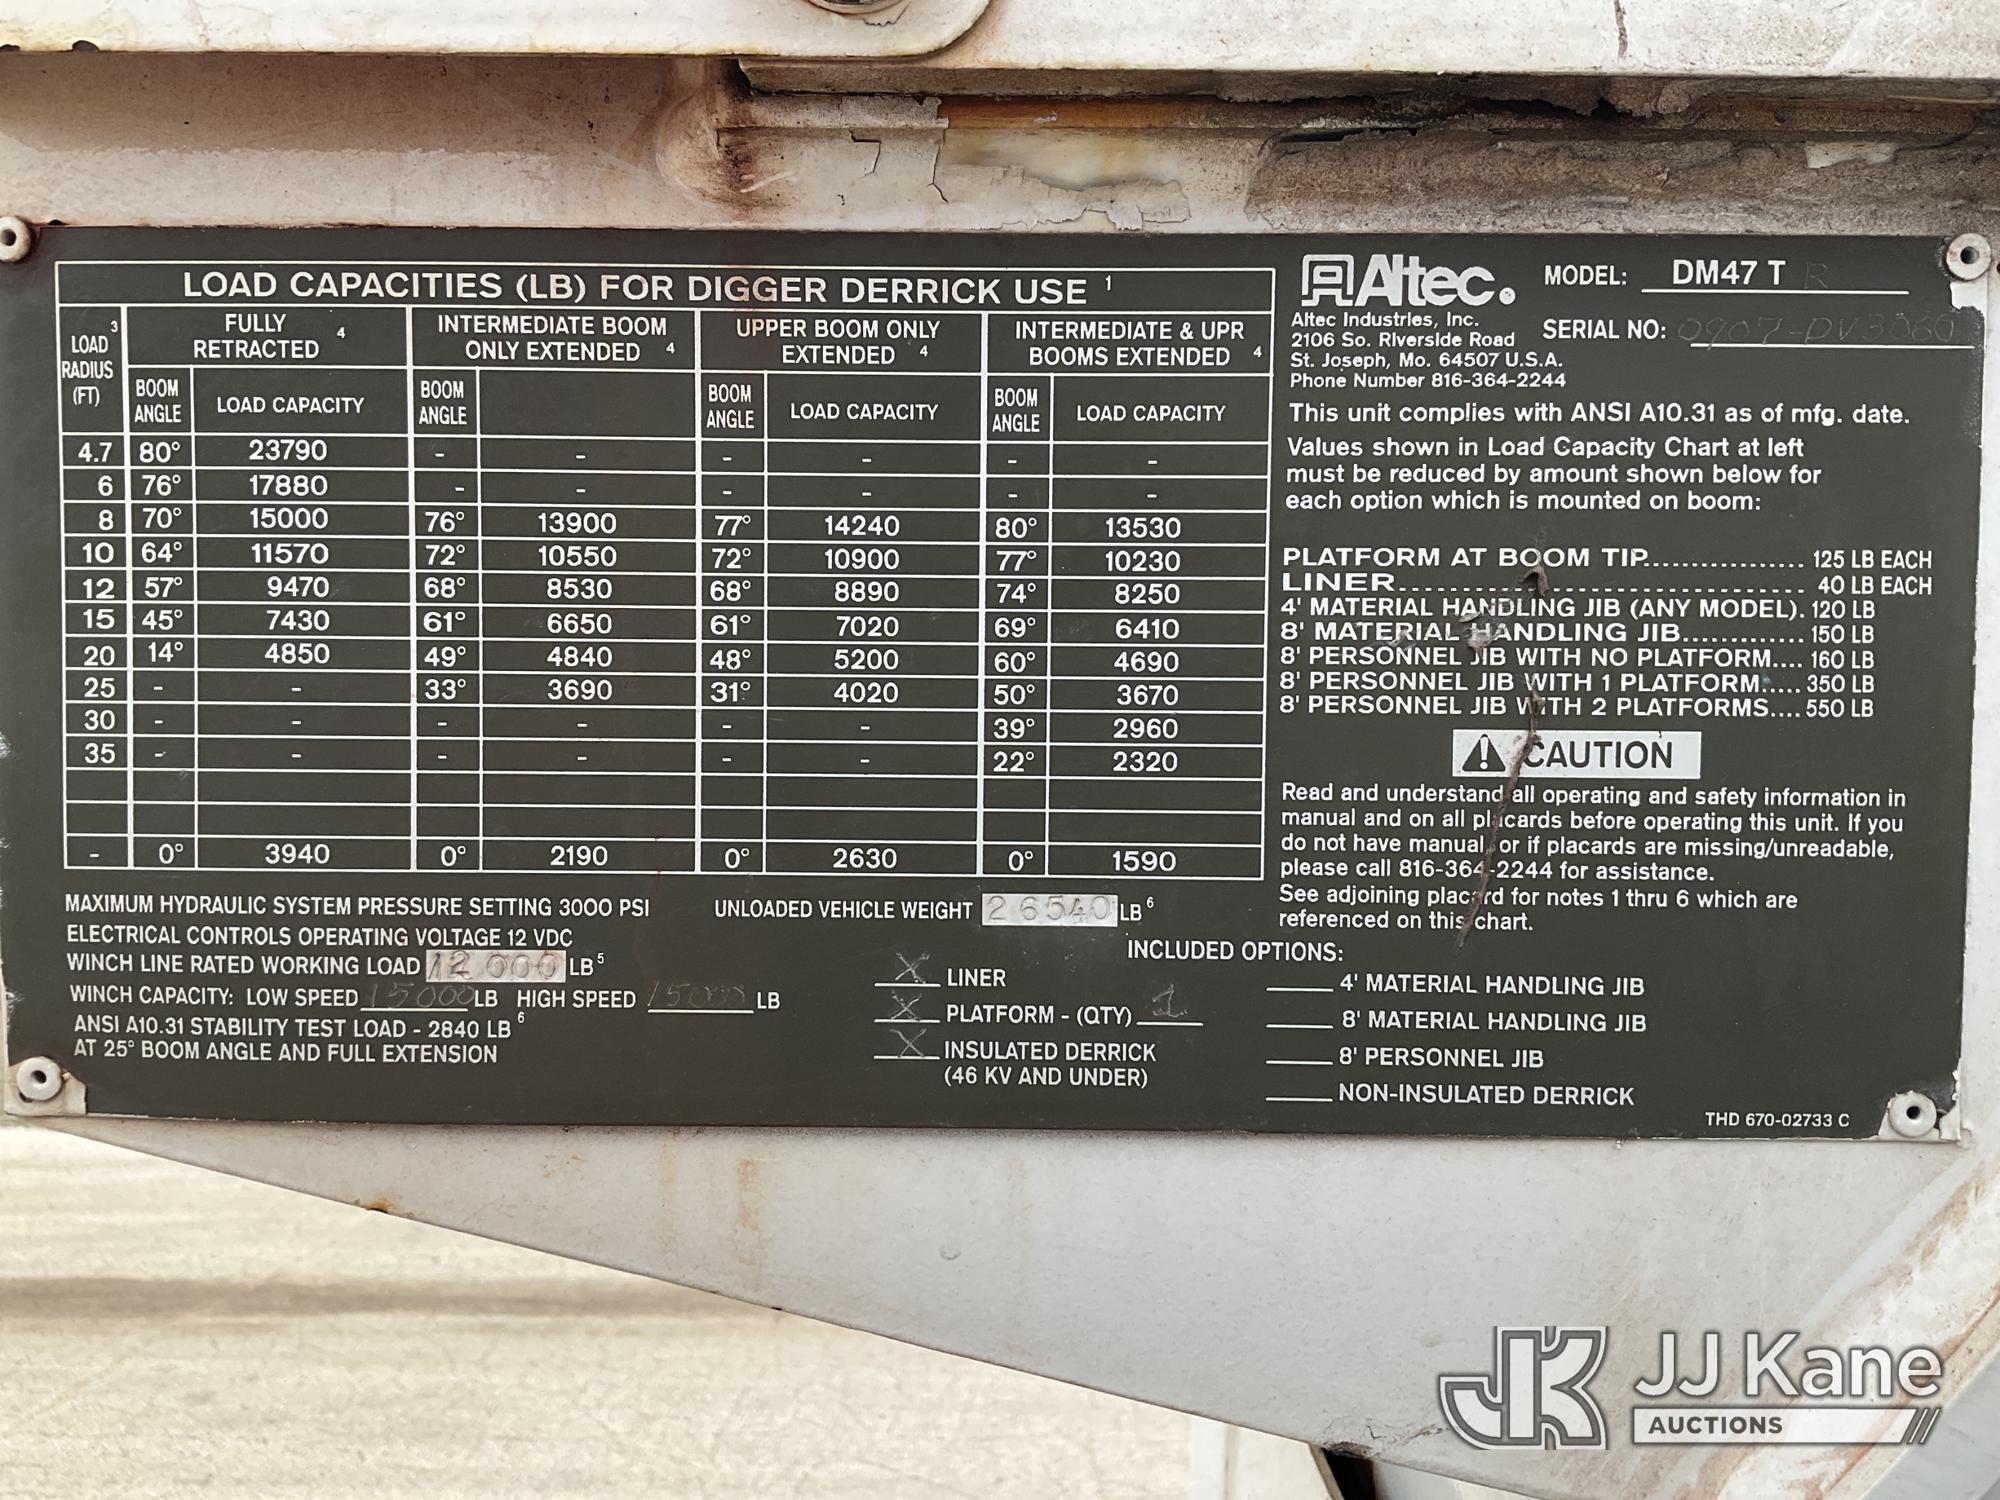 LOAD CAPACITIES (LB) FOR DIGGER DERRICK USE 1
LOAD RADIUS (FT) 3
FULLY RETRACTED 4
INTERMEDIATE BOOM ONLY EXTENDED 4
UPPER BOOM ONLY EXTENDED 4
INTERMEDIATE & UPR BOOMS EXTENDED 4
BOOM ANGLE LOAD CAPACITY BOOM ANGLE BOOM ANGLE LOAD CAPACITY BOOM ANGLE LOAD CAPACITY
4.7 80° 23790 - - - - - -
6 76° 17880 - - - - - -
8 70° 15000 76° 13900 77° 14240 80° 13530
10 64° 11570 72° 10550 72° 10900 77° 10230
12 57° 9470 68° 8530 68° 8890 74° 8250
15 45° 7430 61° 6650 61° 7020 69° 6410
20 14° 4850 49° 4840 48° 5200 60° 4690
25 - - 33° 3690 31° 4020 50° 3670
30 - - - - - - 39° 2960
35 - - - - - - 22° 2320
- 0° 3940 0° 2190 0° 2630 0° 1590
MAXIMUM HYDRAULIC SYSTEM PRESSURE SETTING 3000 PSI
ELECTRICAL CONTROLS OPERATING VOLTAGE 12 VDC
WINCH LINE RATED WORKING LOAD 12000 LB 5
WINCH CAPACITY: LOW SPEED 15000 LB HIGH SPEED 15000 LB
ANSI A10.31 STABILITY TEST LOAD - 2840 LB 6
AT 25° BOOM ANGLE AND FULL EXTENSION
UNLOADED VEHICLE WEIGHT 26540 LB 6
Altec.
MODEL: DM47 T R
Altec Industries, Inc.
2106 So. Riverside Road
St. Joseph, Mo. 64507 U.S.A.
Phone Number 816-364-2244
SERIAL NO:
This unit complies with ANSI A10.31 as of mfg. date.
Values shown in Load Capacity Chart at left
must be reduced by amount shown below for
each option which is mounted on boom:
PLATFORM AT BOOM TIP................. 125 LB EACH
LINER................................... 40 LB EACH
4' MATERIAL HANDLING JIB (ANY MODEL). 120 LB
8' MATERIAL HANDLING JIB............. 150 LB
8' PERSONNEL JIB WITH NO PLATFORM.... 160 LB
8' PERSONNEL JIB WITH 1 PLATFORM..... 350 LB
8' PERSONNEL JIB WITH 2 PLATFORMS.... 550 LB
CAUTION
Read and understand all operating and safety information in
manual and on all placards before operating this unit. If you
do not have manual, or if placards are missing/unreadable,
please call 816-364-2244 for assistance.
See adjoining placard for notes 1 thru 6 which are
referenced on this chart.
INCLUDED OPTIONS:
X LINER
X PLATFORM - (QTY)
X INSULATED DERRICK
(46 KV AND UNDER)
4' MATERIAL HANDLING JIB
8' MATERIAL HANDLING JIB
8' PERSONNEL JIB
NON-INSULATED DERRICK
THD 670-02733 C
JK JJ Kane
AUCTIONS